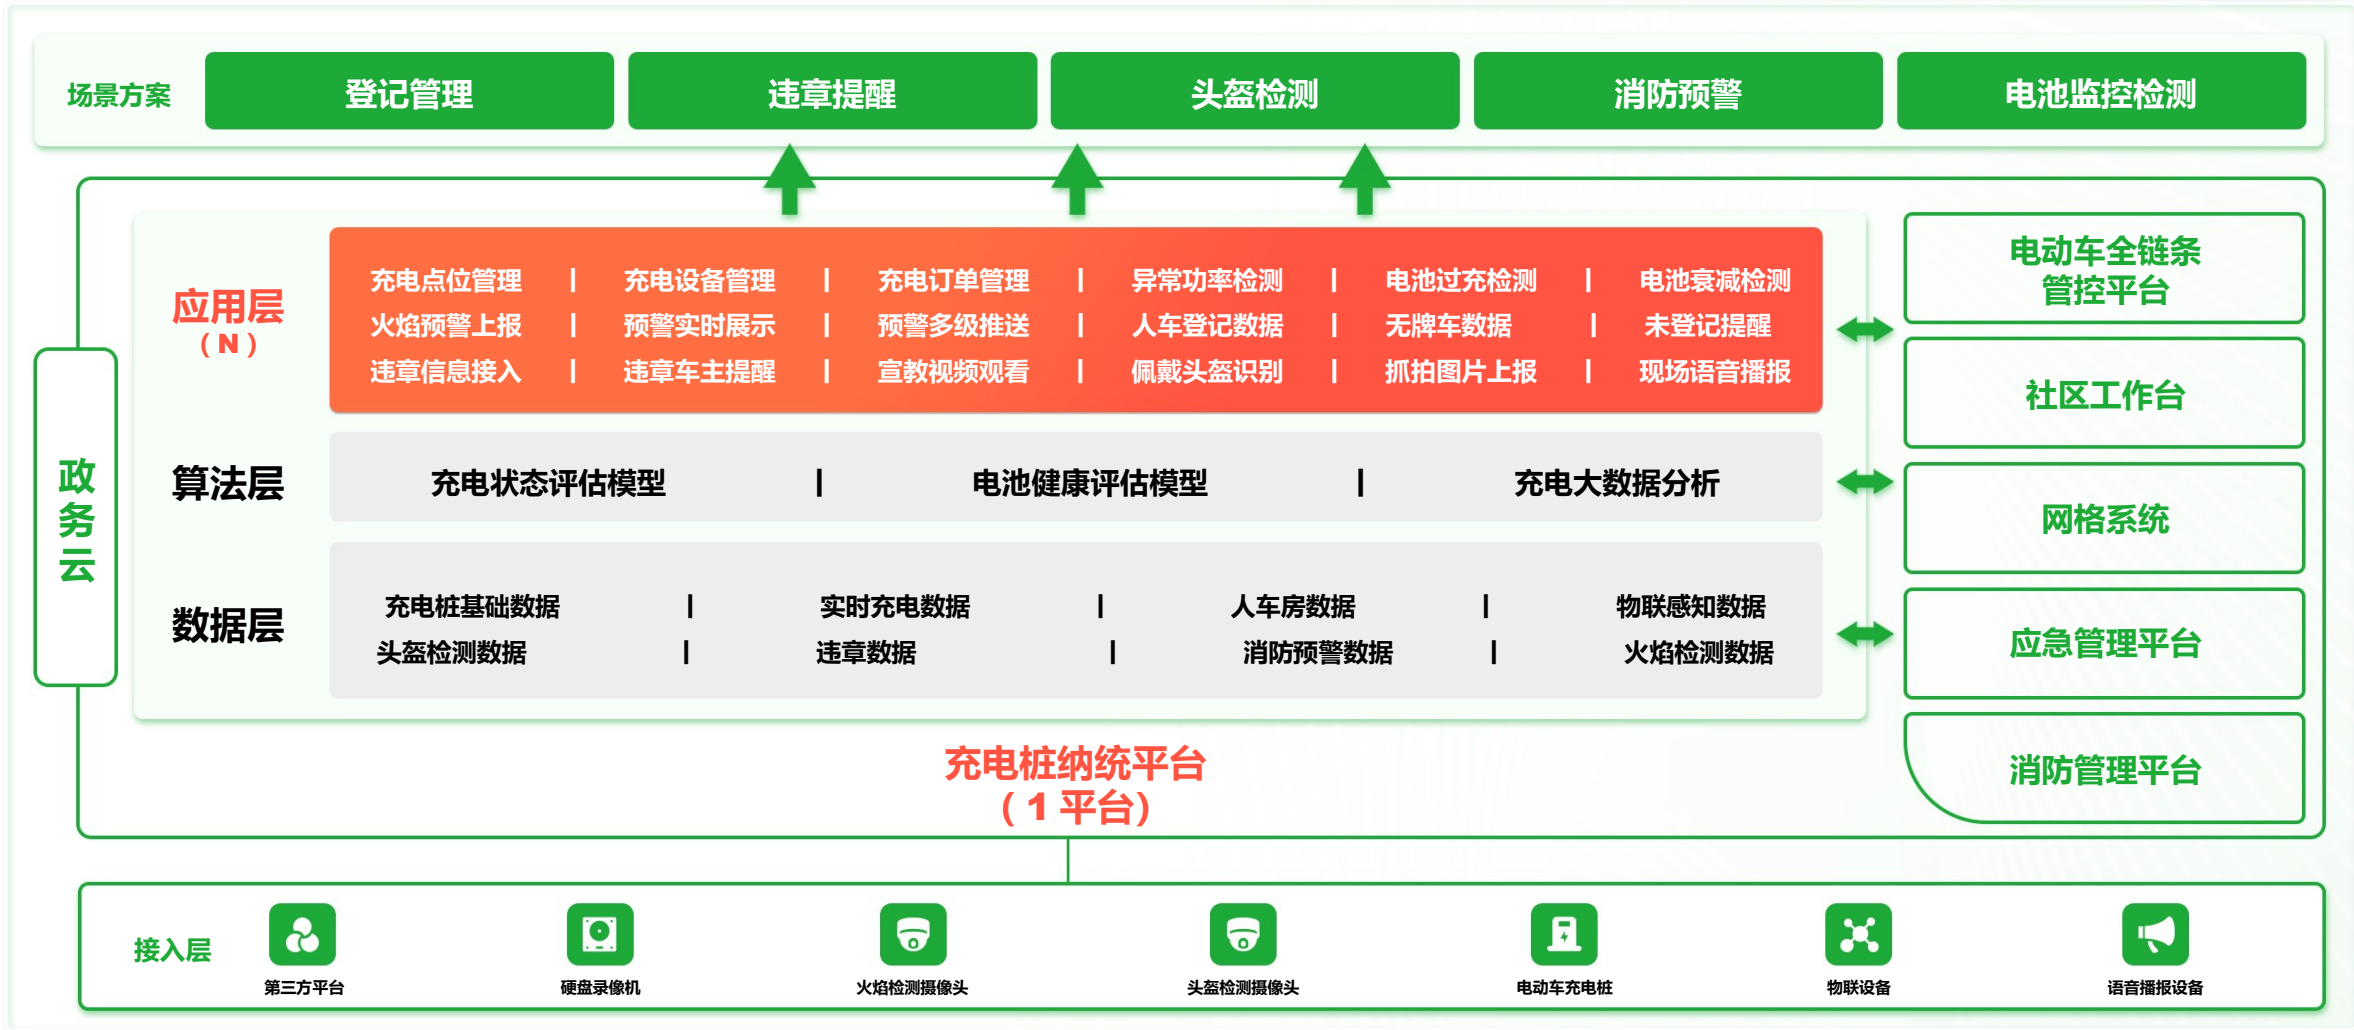 场景方案 登记管理 违章提醒 头盔检测 消防预警 电池监控检测
政务云
应用层
（N）
充电点位管理 | 充电设备管理 | 充电订单管理 | 异常功率检测 | 电池过充检测 | 电池衰减检测
火焰预警上报 | 预警实时展示 | 预警多级推送 | 人车登记数据 | 无牌车数据 | 未登记提醒
违章信息接入 | 违章车主提醒 | 宣教视频观看 | 佩戴头盔识别 | 抓拍图片上报 | 现场语音播报
算法层
充电状态评估模型 | 电池健康评估模型 | 充电大数据分析
数据层
充电桩基础数据 | 实时充电数据 | 人车房数据 | 物联感知数据
头盔检测数据 | 违章数据 | 消防预警数据 | 火焰检测数据
充电桩纳统平台
（1 平台）
电动车全链条
管控平台
社区工作台
网格系统
应急管理平台
消防管理平台
接入层
第三方平台 硬盘录像机 火焰检测摄像头 头盔检测摄像头 电动车充电桩 物联设备 语音播报设备